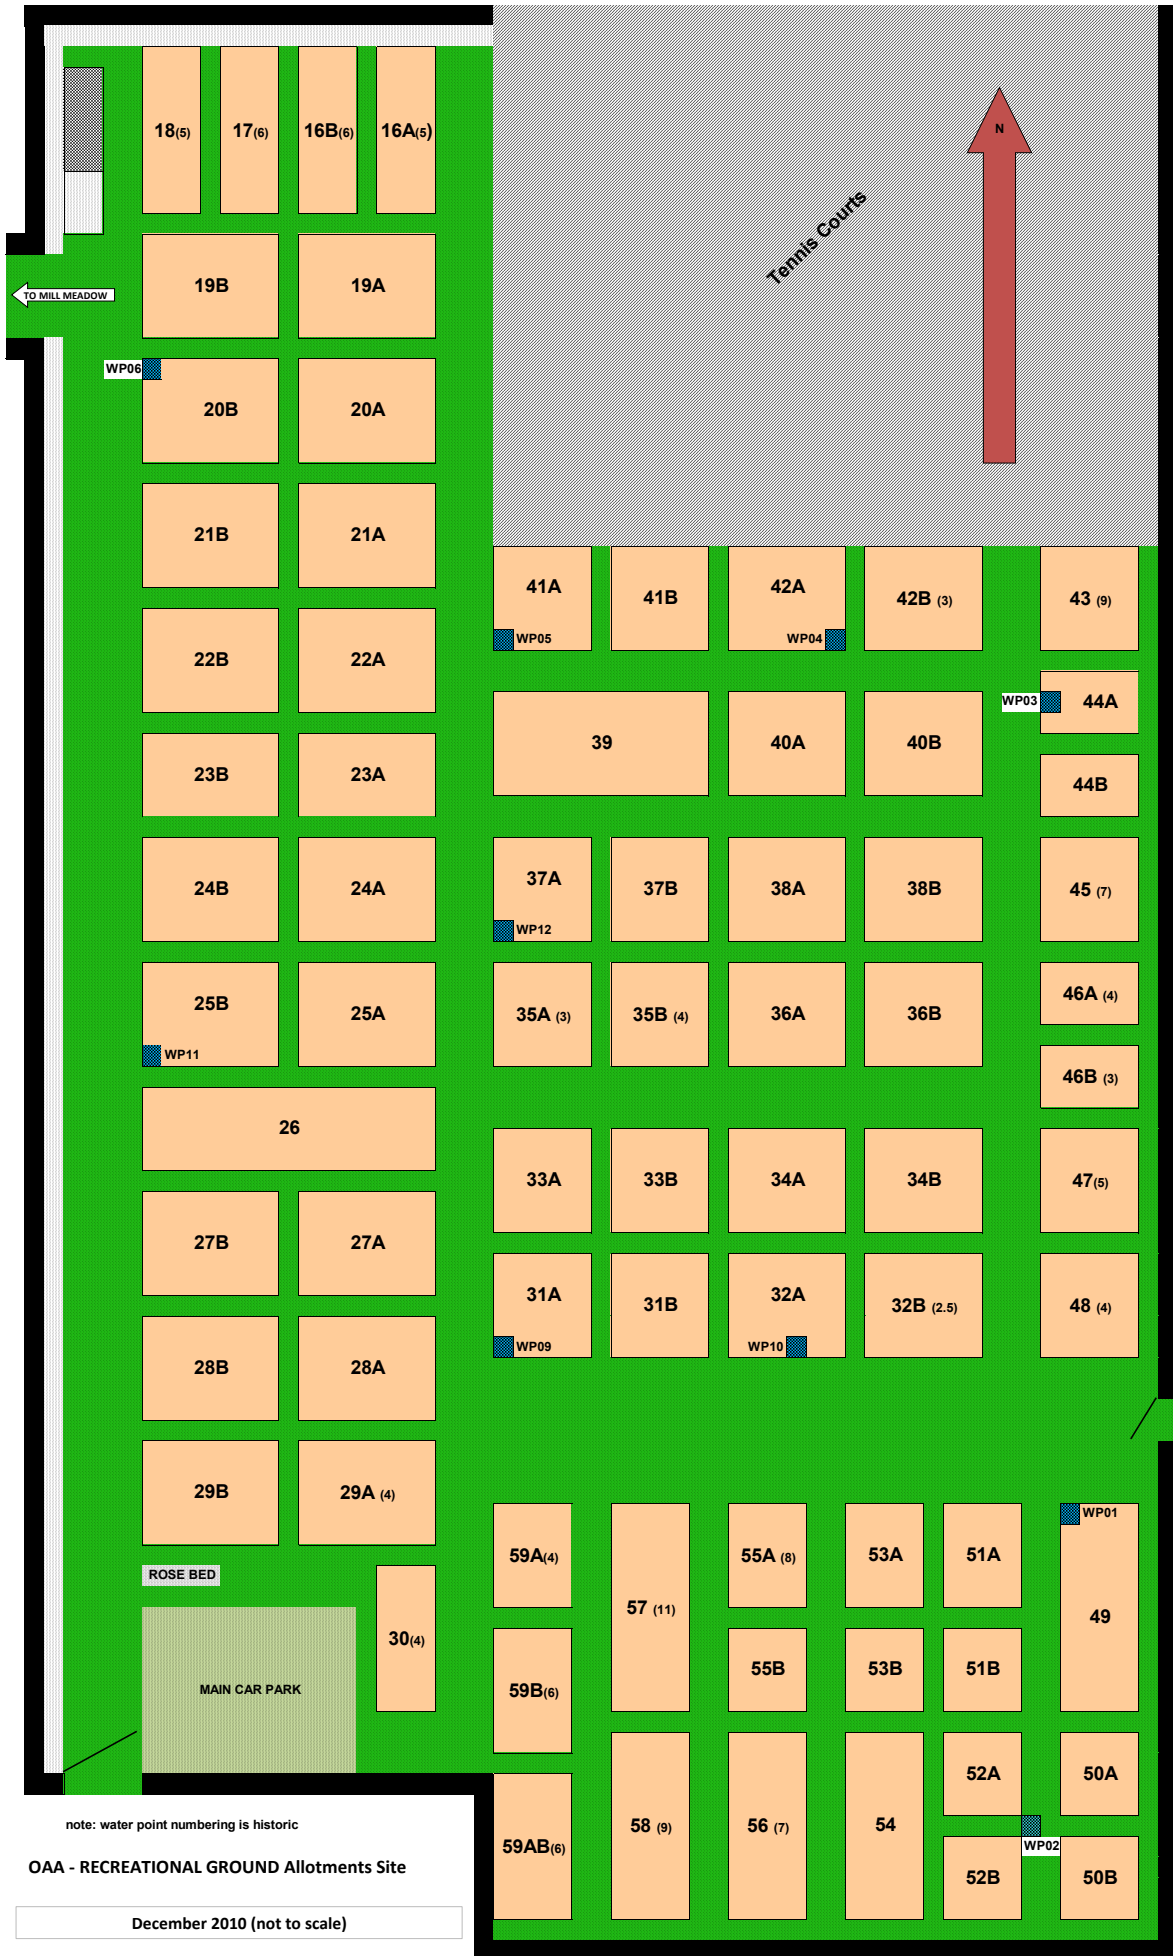 18(5) 17(6) 16B(6) 16A(5)
N
Tennis Courts
TO MILL MEADOW
19B 19A
WP06
20B 20A
21B 21A
41A 41B 42A 42B (3) 43 (9)
WP05 WP04
22B 22A
WP03 44A
39 40A 40B
23B 23A
44B
24B 24A
37A 37B 38A 38B 45 (7)
WP12
25B 25A
35A (3) 35B (4) 36A 36B 46A (4)
WP11
46B (3)
26
33A 33B 34A 34B 47(5)
27B 27A
31A 31B 32A 32B (2.5) 48 (4)
WP09 WP10
28B 28A
29B 29A (4)
WP01
59A(4) 55A (8) 53A 51A
ROSE BED
57 (11) 49
30(4)
55B 53B 51B
MAIN CAR PARK
59B(6)
52A 50A
note: water point numbering is historic
58 (9) 56 (7) 54
59AB(6)
WP02
OAA - RECREATIONAL GROUND Allotments Site
52B 50B
December 2010 (not to scale)